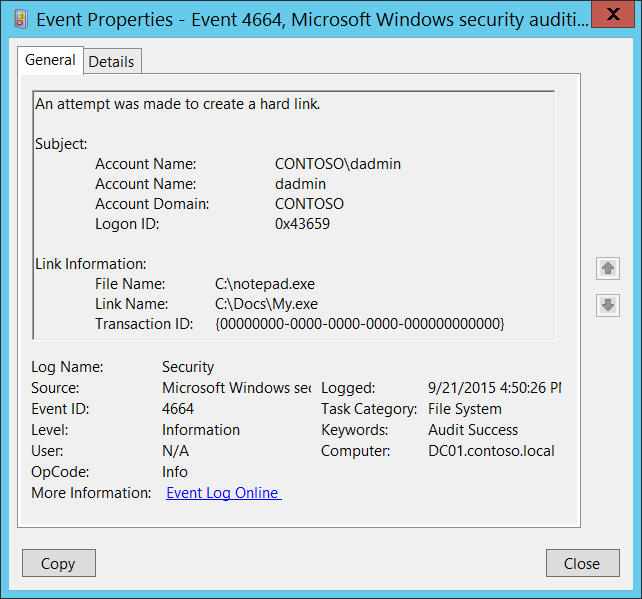 Event Properties - Event 4664, Microsoft Windows security auditi...
General Details
An attempt was made to create a hard link.
Subject:
Account Name: CONTOSO\dadmin
Account Name: dadmin
Account Domain: CONTOSO
Logon ID: 0x43659
Link Information:
File Name: C:\notepad.exe
Link Name: C:\Docs\My.exe
Transaction ID: {00000000-0000-0000-0000-000000000000}
Log Name: Security
Source: Microsoft Windows sec Logged: 9/21/2015 4:50:26 PM
Event ID: 4664 Task Category: File System
Level: Information Keywords: Audit Success
User: N/A Computer: DC01.contoso.local
OpCode: Info
More Information: Event Log Online
Copy Close